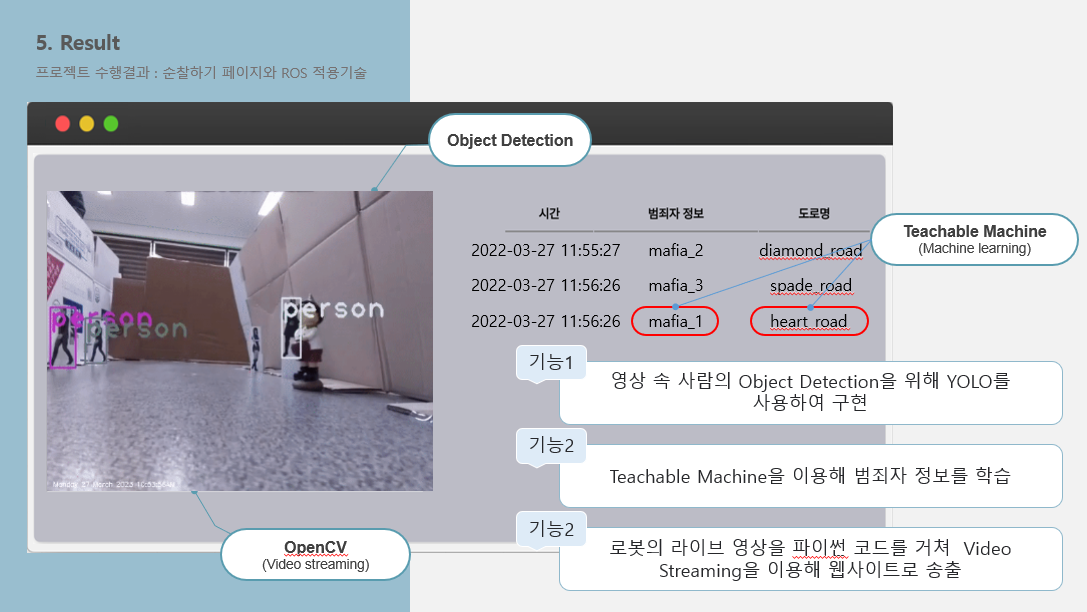 5. Result
프로젝트 수행결과 : 순찰하기 페이지와 ROS 적용기술
Object Detection
시간 범죄자 정보 도로명
2022-03-27 11:55:27 mafia_2 diamond_road
2022-03-27 11:56:26 mafia_3 spade_road
2022-03-27 11:56:26 mafia_1 heart_road
Teachable Machine
(Machine learning)
person
person
person
기능1
영상 속 사람의 Object Detection을 위해 YOLO를
사용하여 구현
기능2
Teachable Machine을 이용해 범죄자 정보를 학습
기능2
로봇의 라이브 영상을 파이썬 코드를 거쳐 Video
Streaming을 이용해 웹사이트로 송출
OpenCV
(Video streaming)